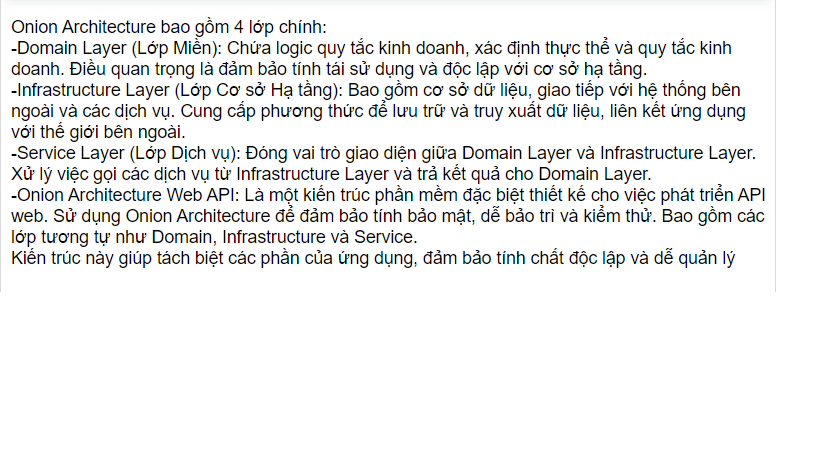 Onion Architecture bao gồm 4 lớp chính:
-Domain Layer (Lớp Miền): Chứa logic quy tắc kinh doanh, xác định thực thể và quy tắc kinh
doanh. Điều quan trọng là đảm bảo tính tái sử dụng và độc lập với cơ sở hạ tầng.
-Infrastructure Layer (Lớp Cơ sở Hạ tầng): Bao gồm cơ sở dữ liệu, giao tiếp với hệ thống bên
ngoài và các dịch vụ. Cung cấp phương thức để lưu trữ và truy xuất dữ liệu, liên kết ứng dụng
với thế giới bên ngoài.
-Service Layer (Lớp Dịch vụ): Đóng vai trò giao diện giữa Domain Layer và Infrastructure Layer.
Xử lý việc gọi các dịch vụ từ Infrastructure Layer và trả kết quả cho Domain Layer.
-Onion Architecture Web API: Là một kiến trúc phần mềm đặc biệt thiết kế cho việc phát triển API
web. Sử dụng Onion Architecture để đảm bảo tính bảo mật, dễ bảo trì và kiểm thử. Bao gồm các
lớp tương tự như Domain, Infrastructure và Service.
Kiến trúc này giúp tách biệt các phần của ứng dụng, đảm bảo tính chất độc lập và dễ quản lý